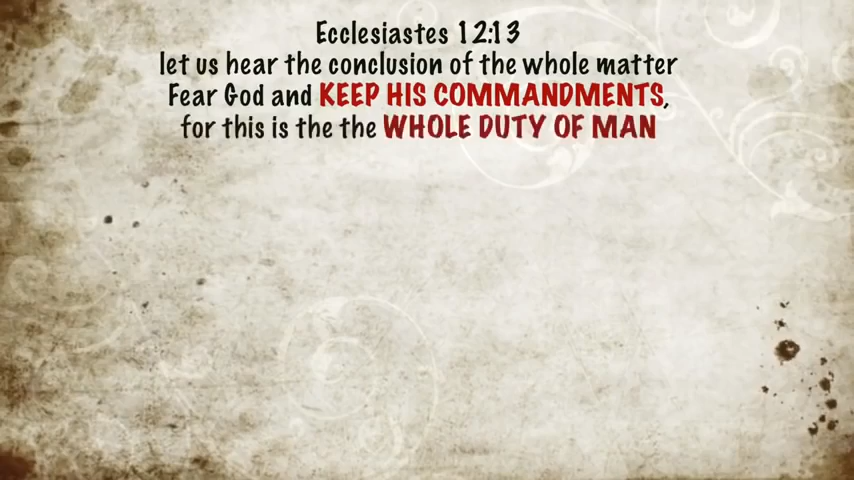 Ecclesiastes 12:13
let us hear the conclusion of the whole matter
Fear God and KEEP HIS COMMANDMENTS,
for this is the the WHOLE DUTY OF MAN